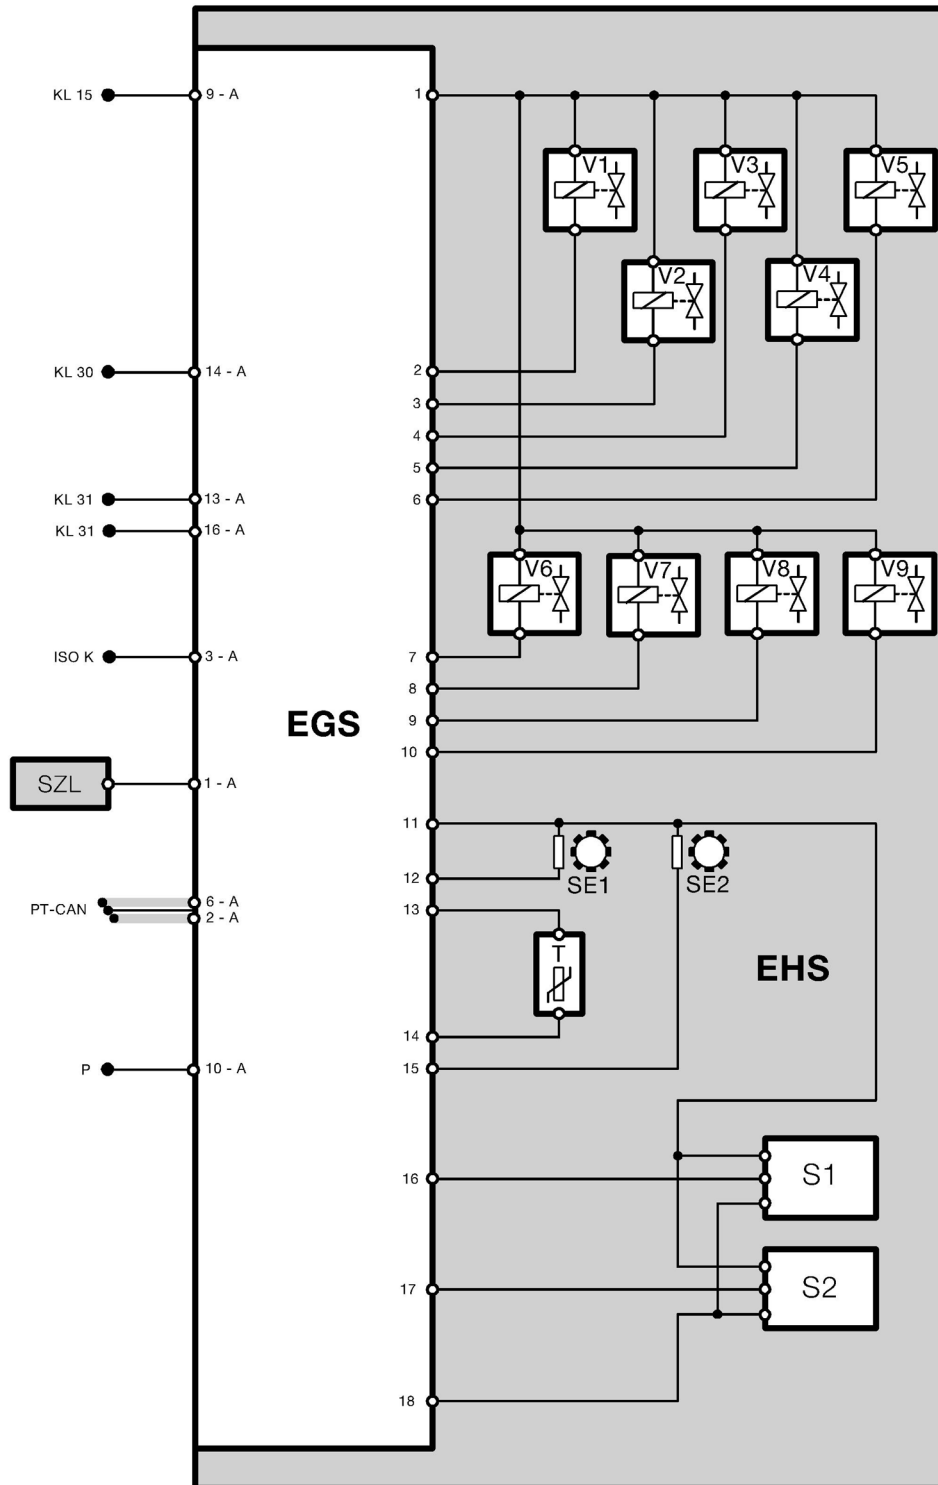 KL 15
9 - A
1
V1
V3
V5
V2
V4
KL 30
14 - A
2
3
4
5
KL 31
13 - A
6
KL 31
16 - A
V6
V7
V8
V9
ISO K
3 - A
7
8
EGS
9
10
SZL
1 - A
11
12
SE1
SE2
PT-CAN
6 - A
2 - A
13
T
EHS
14
P
10 - A
15
16
S1
17
S2
18